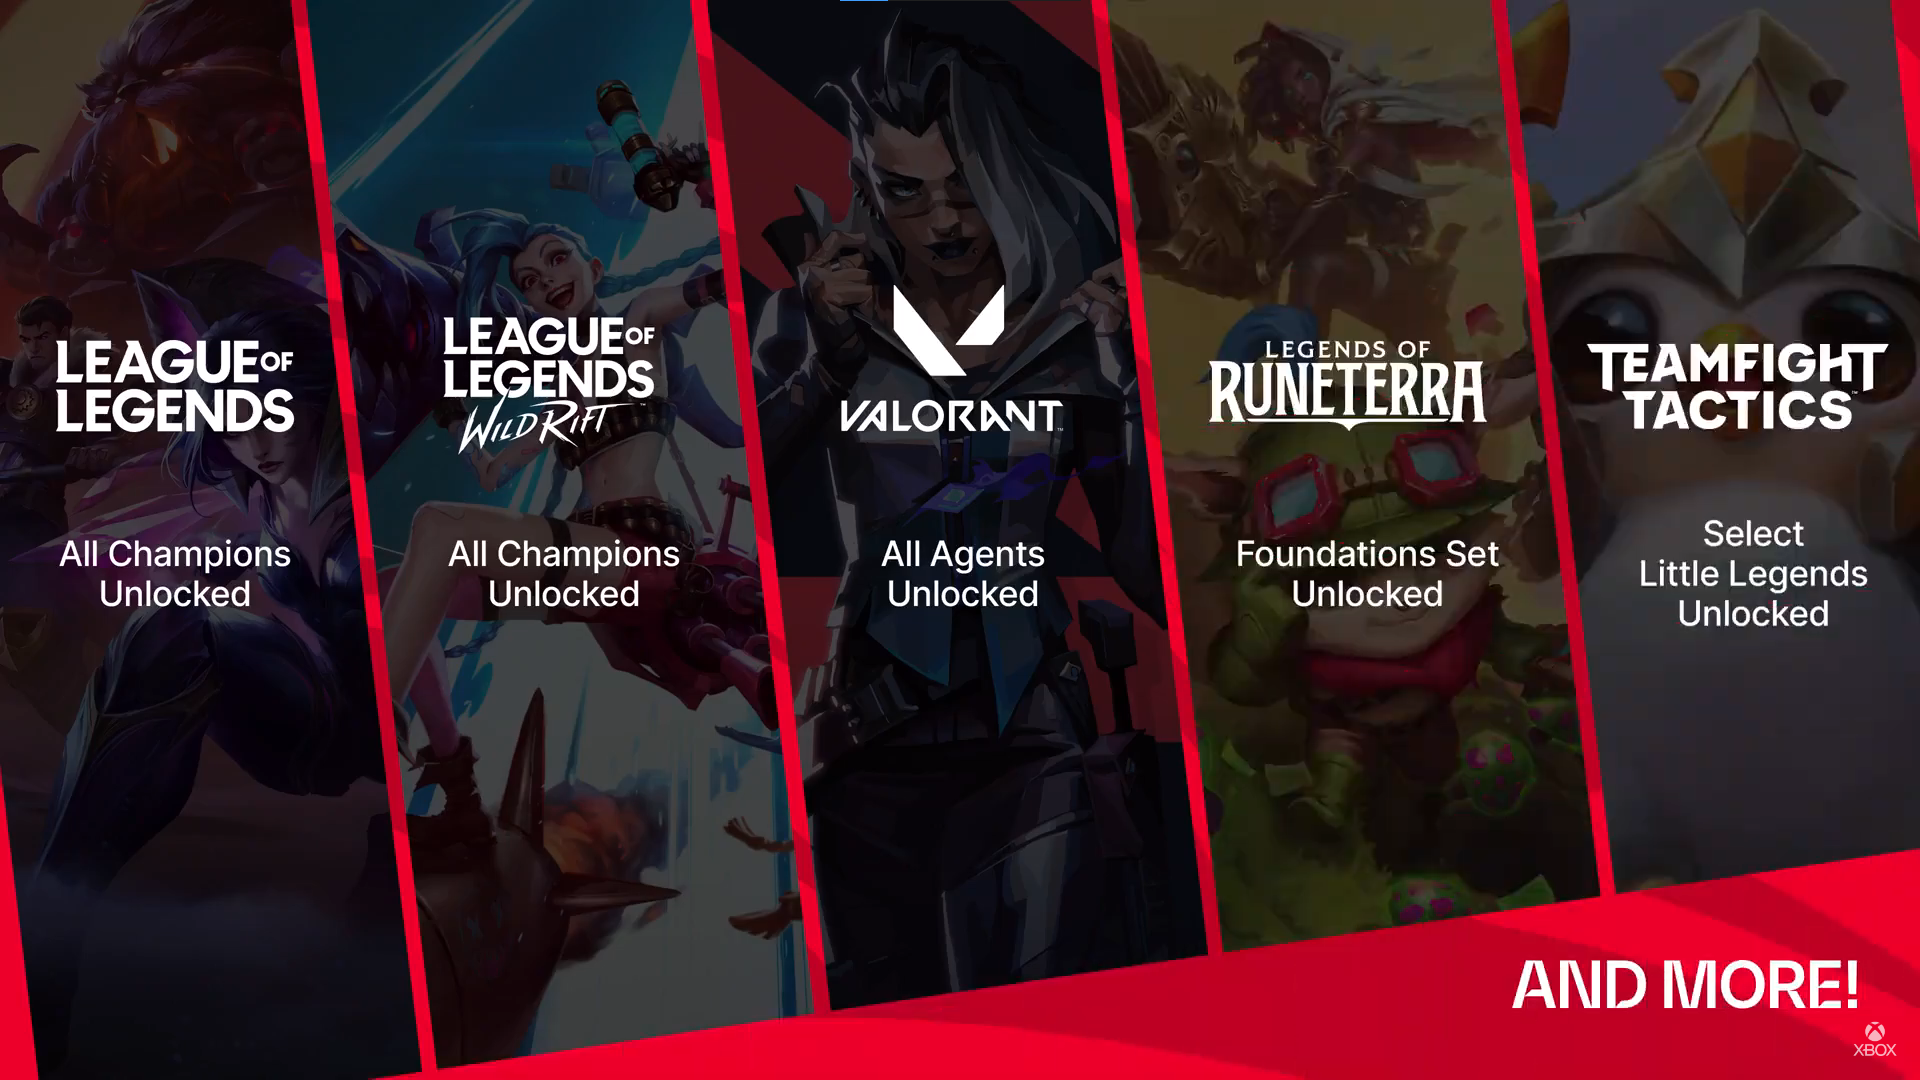 LEAGUE OF
LEGENDS
All Champions
Unlocked
LEAGUE OF
LEGENDS
WILD RIFT
All Champions
Unlocked
VALORANT
All Agents
Unlocked
LEGENDS OF
RUNETERRA
Foundations Set
Unlocked
TEAMFIGHT
TACTICS
Select
Little Legends
Unlocked
AND MORE!
XBOX